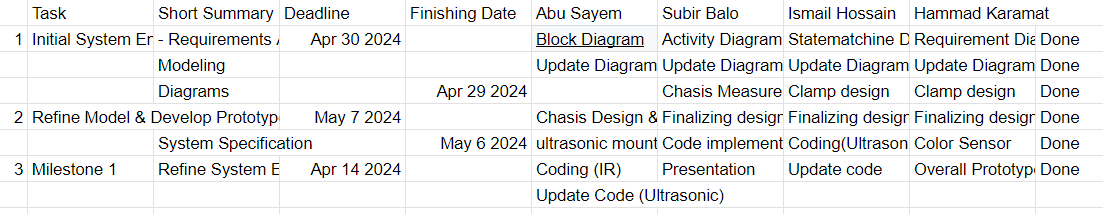 Task Short Summary Deadline Finishing Date Abu Sayem Subir Balo Ismail Hossain Hammad Karamat
1 Initial System Er - Requirements Apr 30 2024 Block Diagram Activity Diagram Statematchine D Requirement Dia Done
Modeling Update Diagram Update Diagram Update Diagram Update Diagram Done
Diagrams Apr 29 2024 Chasis Measure Clamp design Clamp design Done
2 Refine Model & Develop Prototyp May 7 2024 Chasis Design & Finalizing design Finalizing design Finalizing design Done
System Specification May 6 2024 ultrasonic mount Code implement Coding(Ultrason Color Sensor Done
3 Milestone 1 Refine System E Apr 14 2024 Coding (IR) Presentation Update code Overall Prototype Done
Update Code (Ultrasonic)